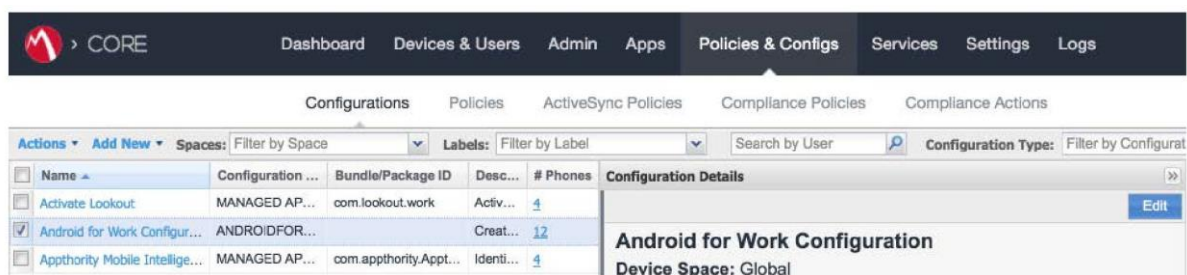 CORE Dashboard Devices & Users Admin Apps Policies & Configs Services Settings Logs
Configurations Policies ActiveSync Policies Compliance Policies Compliance Actions
Actions Add New Spaces: Filter by Space Labels: Filter by Label Search by User Configuration Type: Filter by Configurat
Name Configuration ... Bundle/Package ID Desc... # Phones Configuration Details
Activate Lookout MANAGED AP... com.lookout.work Activ... 4
Edit
Android for Work Configur... ANDROIDFOR... Creat... 12
Android for Work Configuration
Appthority Mobile Intellige... MANAGED AP... com.appthority.Appt... Identi... 4
Device Space: Global